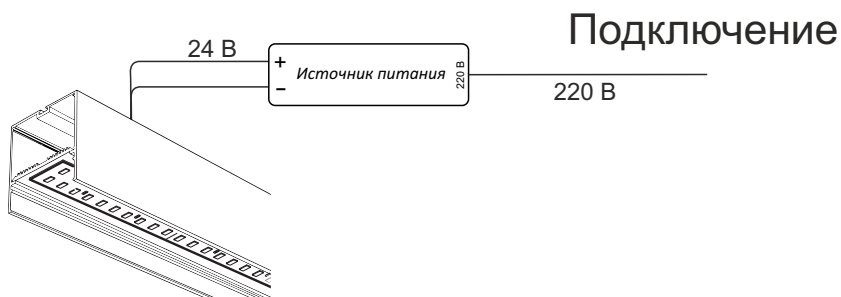 Подключение
24 В
+
Источник питания
220 В
−
220 В